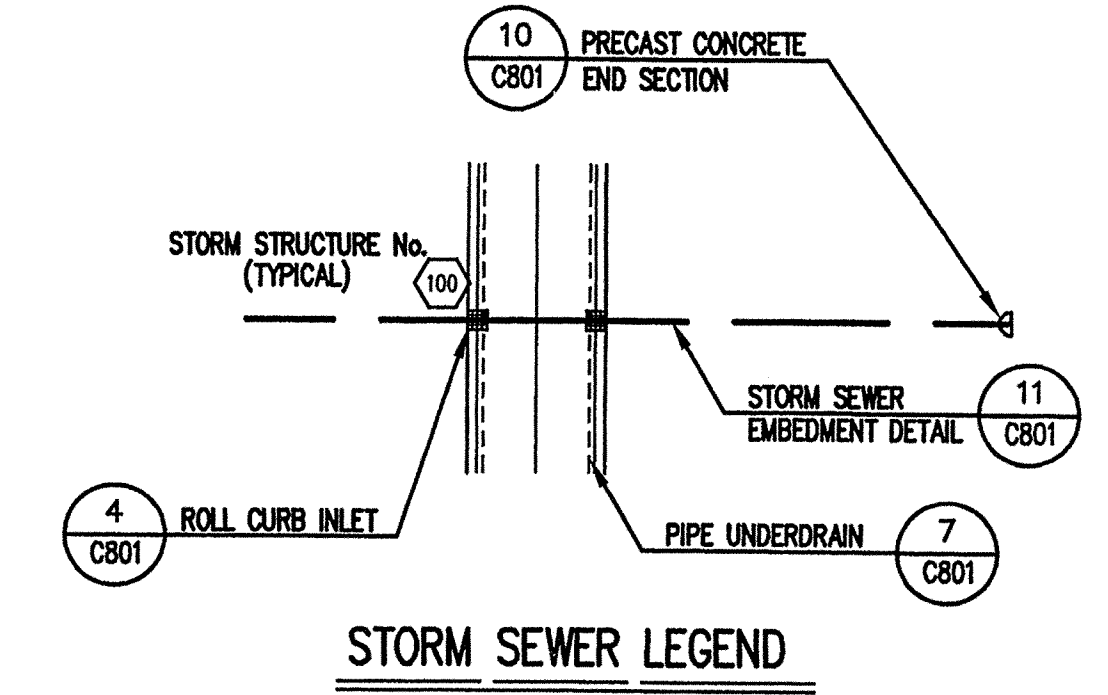 10
C801
PRECAST CONCRETE
END SECTION
STORM STRUCTURE No.
(TYPICAL)
100
STORM SEWER
EMBEDMENT DETAIL
11
C801
4
C801
ROLL CURB INLET
PIPE UNDERDRAIN
7
C801
STORM SEWER LEGEND